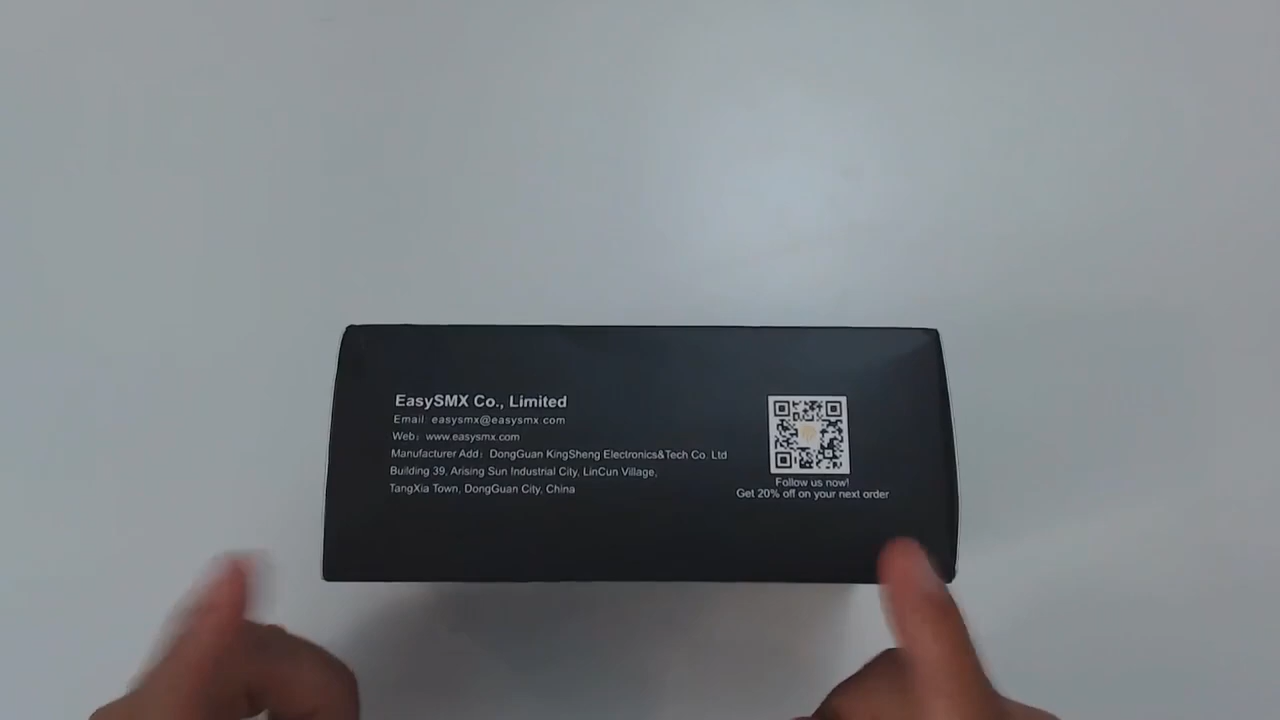 EasySMX Co., Limited
Email: easysmx@easysmx.com
Web：www.easysmx.com
Manufacturer Add：DongGuan KingSheng Electronics&Tech Co. Ltd
Building 39, Arising Sun Industrial City, LinCun Village,
TangXia Town, DongGuan City, China
Follow us now!
Get 20% off on your next order